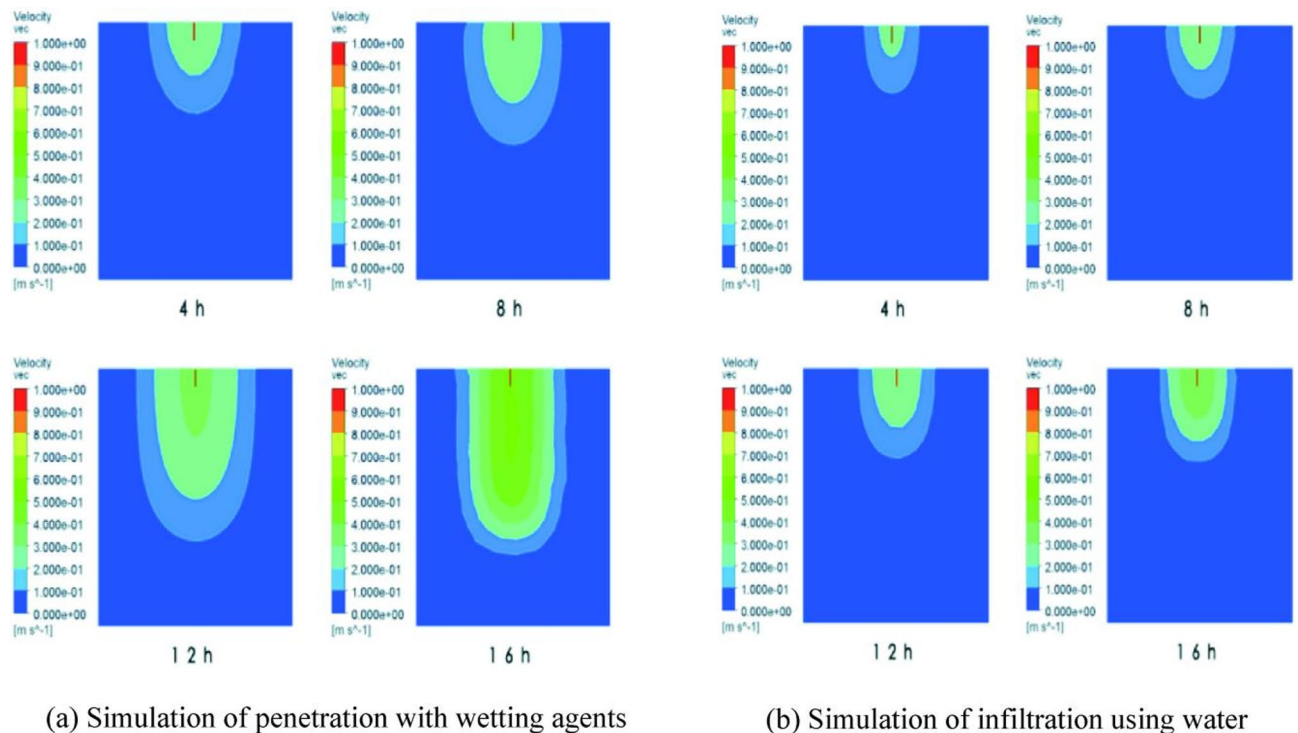 Velocity
vec
1.000e+00
9.000e-01
8.000e-01
7.000e-01
6.000e-01
5.000e-01
4.000e-01
3.000e-01
2.000e-01
1.000e-01
0.000e+00
[m s^-1]
4 h
Velocity
vec
1.000e+00
9.000e-01
8.000e-01
7.000e-01
6.000e-01
5.000e-01
4.000e-01
3.000e-01
2.000e-01
1.000e-01
0.000e+00
[m s^-1]
8 h
Velocity
vec
1.000e+00
9.000e-01
8.000e-01
7.000e-01
6.000e-01
5.000e-01
4.000e-01
3.000e-01
2.000e-01
1.000e-01
0.000e+00
[m s^-1]
1 2 h
Velocity
vec
1.000e+00
9.000e-01
8.000e-01
7.000e-01
6.000e-01
5.000e-01
4.000e-01
3.000e-01
2.000e-01
1.000e-01
0.000e+00
[m s^-1]
1 6 h
(a) Simulation of penetration with wetting agents
Velocity
vec
1.000e+00
9.000e-01
8.000e-01
7.000e-01
6.000e-01
5.000e-01
4.000e-01
3.000e-01
2.000e-01
1.000e-01
0.000e+00
[m s^-1]
4 h
Velocity
vec
1.000e+00
9.000e-01
8.000e-01
7.000e-01
6.000e-01
5.000e-01
4.000e-01
3.000e-01
2.000e-01
1.000e-01
0.000e+00
[m s^-1]
8 h
Velocity
vec
1.000e+00
9.000e-01
8.000e-01
7.000e-01
6.000e-01
5.000e-01
4.000e-01
3.000e-01
2.000e-01
1.000e-01
0.000e+00
[m s^-1]
1 2 h
Velocity
vec
1.000e+00
9.000e-01
8.000e-01
7.000e-01
6.000e-01
5.000e-01
4.000e-01
3.000e-01
2.000e-01
1.000e-01
0.000e+00
[m s^-1]
1 6 h
(b) Simulation of infiltration using water